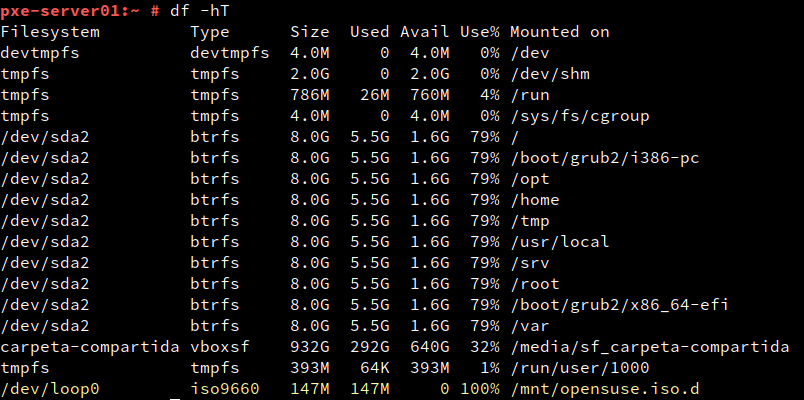 pxe-server01:~ # df -hT
Filesystem         Type      Size  Used Avail Use% Mounted on
devtmpfs           devtmpfs  4.0M     0  4.0M   0% /dev
tmpfs              tmpfs     2.0G     0  2.0G   0% /dev/shm
tmpfs              tmpfs     786M   26M  760M   4% /run
tmpfs              tmpfs     4.0M     0  4.0M   0% /sys/fs/cgroup
/dev/sda2          btrfs     8.0G  5.5G  1.6G  79% /
/dev/sda2          btrfs     8.0G  5.5G  1.6G  79% /boot/grub2/i386-pc
/dev/sda2          btrfs     8.0G  5.5G  1.6G  79% /opt
/dev/sda2          btrfs     8.0G  5.5G  1.6G  79% /home
/dev/sda2          btrfs     8.0G  5.5G  1.6G  79% /tmp
/dev/sda2          btrfs     8.0G  5.5G  1.6G  79% /usr/local
/dev/sda2          btrfs     8.0G  5.5G  1.6G  79% /srv
/dev/sda2          btrfs     8.0G  5.5G  1.6G  79% /root
/dev/sda2          btrfs     8.0G  5.5G  1.6G  79% /boot/grub2/x86_64-efi
/dev/sda2          btrfs     8.0G  5.5G  1.6G  79% /var
carpeta-compartida vboxsf    932G  292G  640G  32% /media/sf_carpeta-compartida
tmpfs              tmpfs     393M   64K  393M   1% /run/user/1000
/dev/loop0         iso9660   147M  147M     0 100% /mnt/opensuse.iso.d